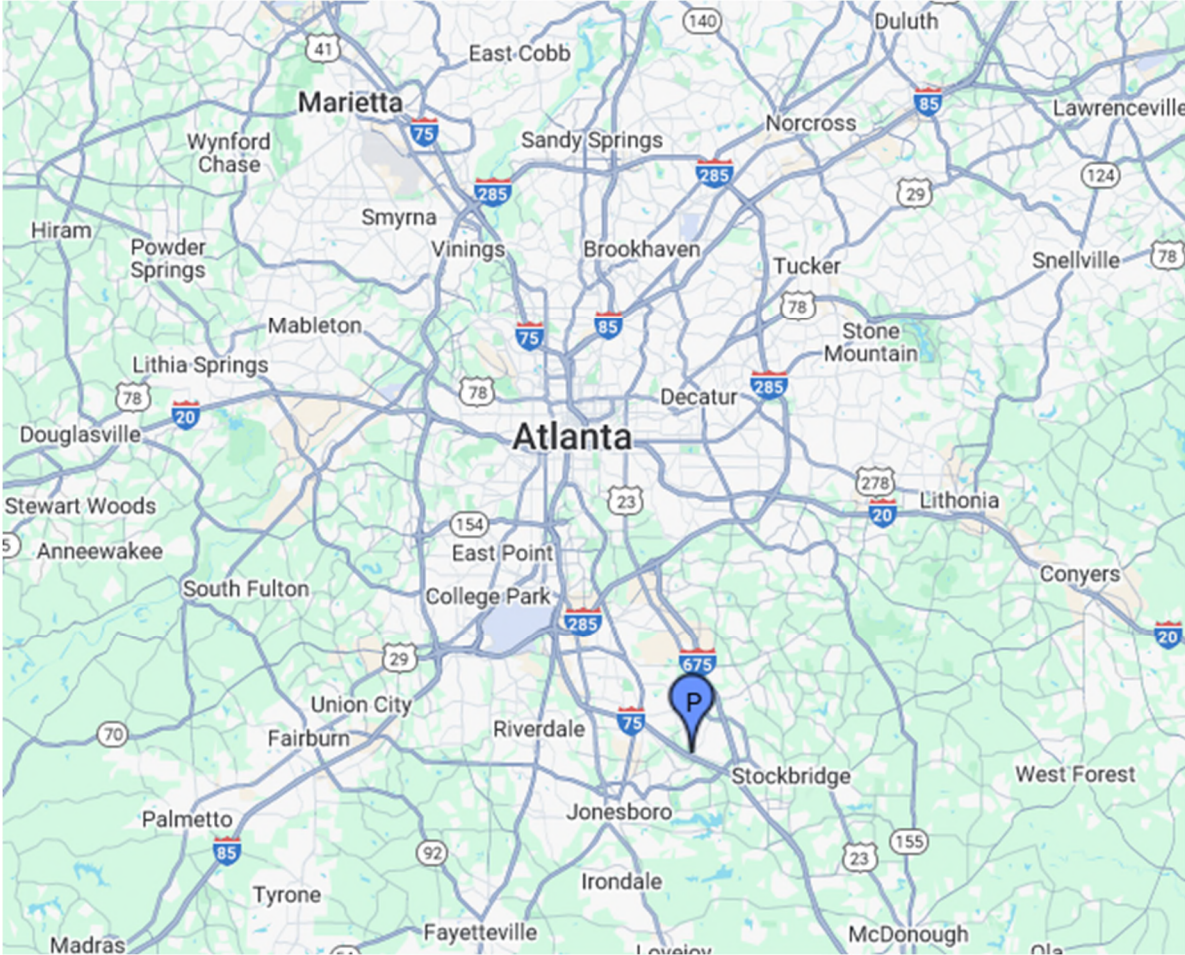 140
Duluth
41
East Cobb
Marietta
85
Lawrenceville
75
Norcross
Wynford
Chase
Sandy Springs
285
124
285
29
Smyrna
Hiram
Powder
Springs
Vinings
Brookhaven
Tucker
Snellville
78
78
Mableton
75
85
Stone
Mountain
Lithia Springs
285
78
78
Decatur
20
Douglasville
Atlanta
278
Stewart Woods
23
Lithonia
20
154
5
Anneewakee
East Point
Conyers
South Fulton
College Park
285
20
29
675
Union City
P
75
Riverdale
70
Fairburn
Stockbridge
West Forest
Palmetto
Jonesboro
155
85
92
23
Irondale
Tyrone
Fayetteville
McDonough
Madras
Lovejoy
Ola